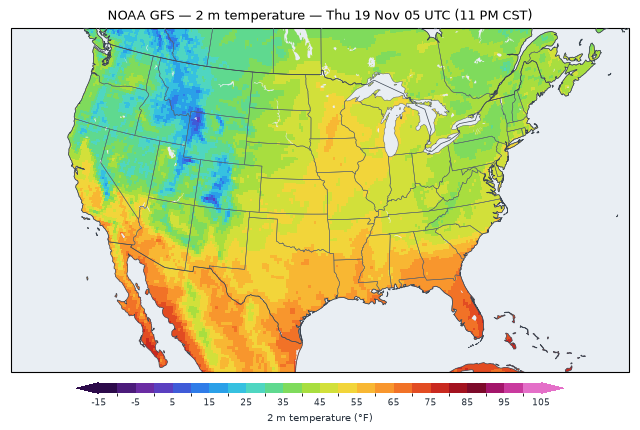 NOAA GFS — 2 m temperature — Thu 19 Nov 05 UTC (11 PM CST)
-15 -5 5 15 25 35 45 55 65 75 85 95 105
2 m temperature (°F)